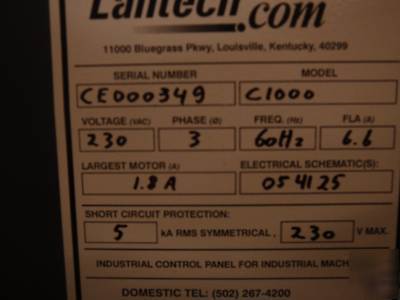 Lantech.com
11000 Bluegrass Pkwy, Louisville, Kentucky, 40299
SERIAL NUMBER MODEL
CE000349 C1000
VOLTAGE (VAC) PHASE (Ø) FREQ. (Hz) FLA (A)
230 3 60Hz 6.6
LARGEST MOTOR (A) ELECTRICAL SCHEMATIC(S):
1.8A 054125
SHORT CIRCUIT PROTECTION:
5 kA RMS SYMMETRICAL, 230 V MAX.
INDUSTRIAL CONTROL PANEL FOR INDUSTRIAL MACH
DOMESTIC TEL: (502) 267-4200